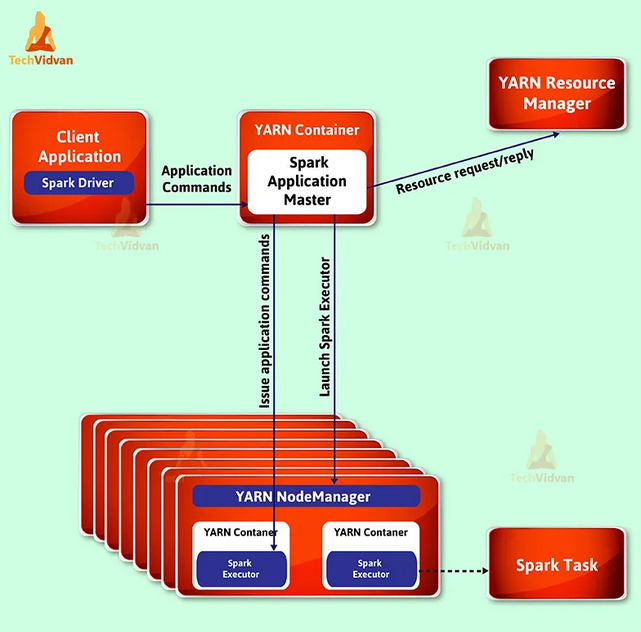 TechVidvan
YARN Resource
Manager
Client
Application
Spark Driver
Application
Commands
YARN Container
Spark
Application
Master
Resource request/reply
TechVidvan
TechVidvan
Issue application commands
Launch Spark Executor
TechVidvan
YARN NodeManager
YARN Contaner
Spark
Executor
YARN Contaner
Spark
Executor
Spark Task